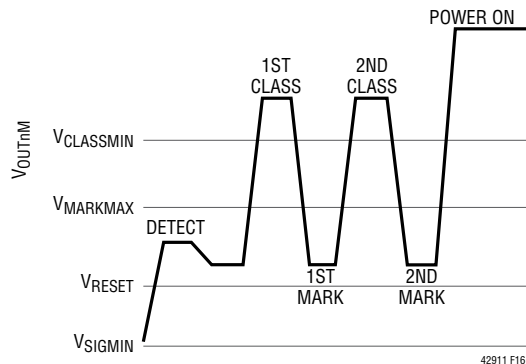 POWER ON
1ST
CLASS
2ND
CLASS
VOUTnM
VCLASSMIN
VMARKMAX
DETECT
VRESET
1ST
MARK
2ND
MARK
VSIGMIN
42911 F16